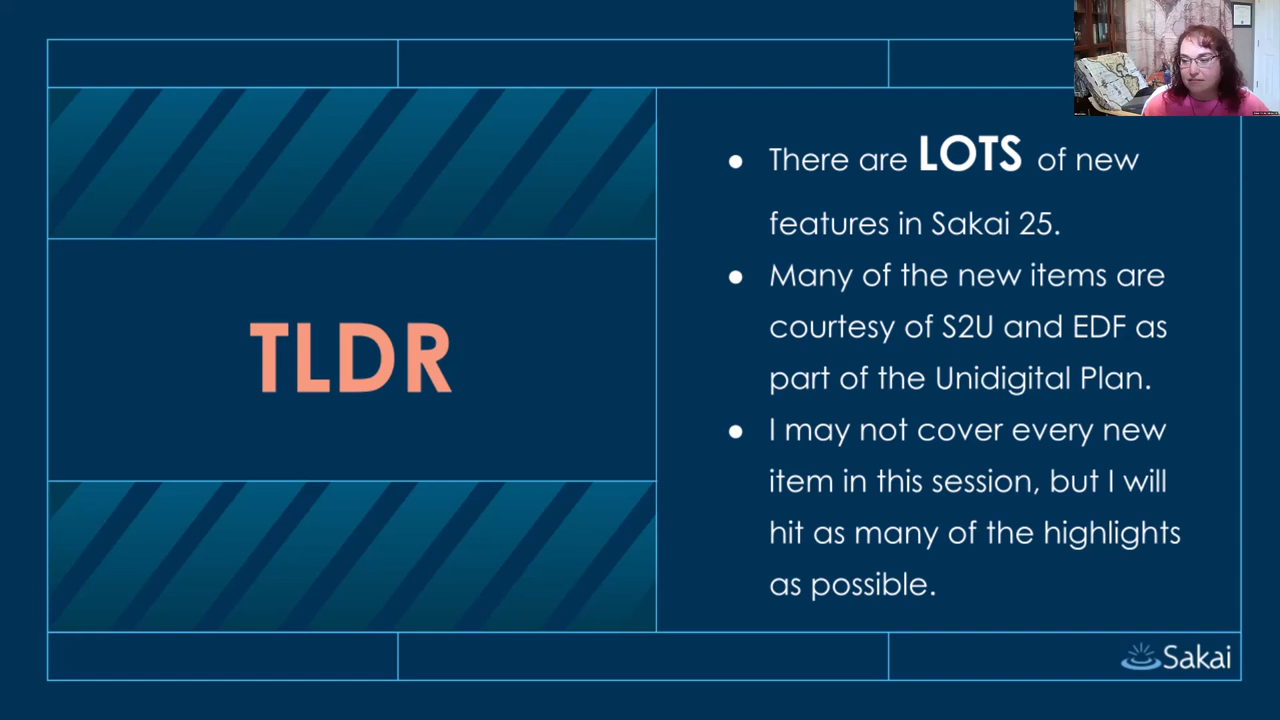 TLDR
● There are LOTS of new
features in Sakai 25.
● Many of the new items are
courtesy of S2U and EDF as
part of the Unidigital Plan.
● I may not cover every new
item in this session, but I will
hit as many of the highlights
as possible.
Sakai